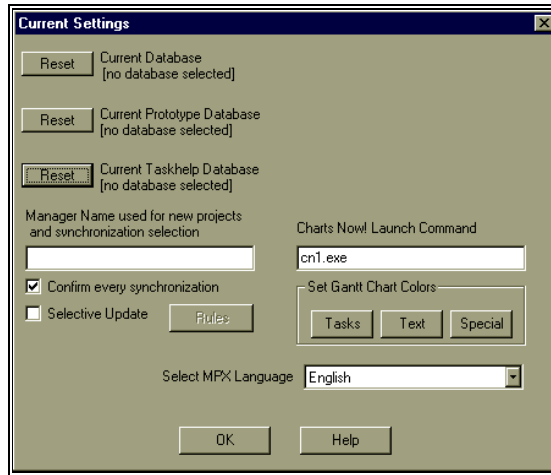 Current Settings
Reset
Current Database
[no database selected]
Reset
Current Prototype Database
[no database selected]
Reset
Current Taskhelp Database
[no database selected]
Manager Name used for new projects
and synchronization selection
Charts Now! Launch Command
cn1.exe
Confirm every synchronization
Set Gantt Chart Colors
Selective Update
Rules
Tasks
Text
Special
Select MPX Language
English
OK
Help